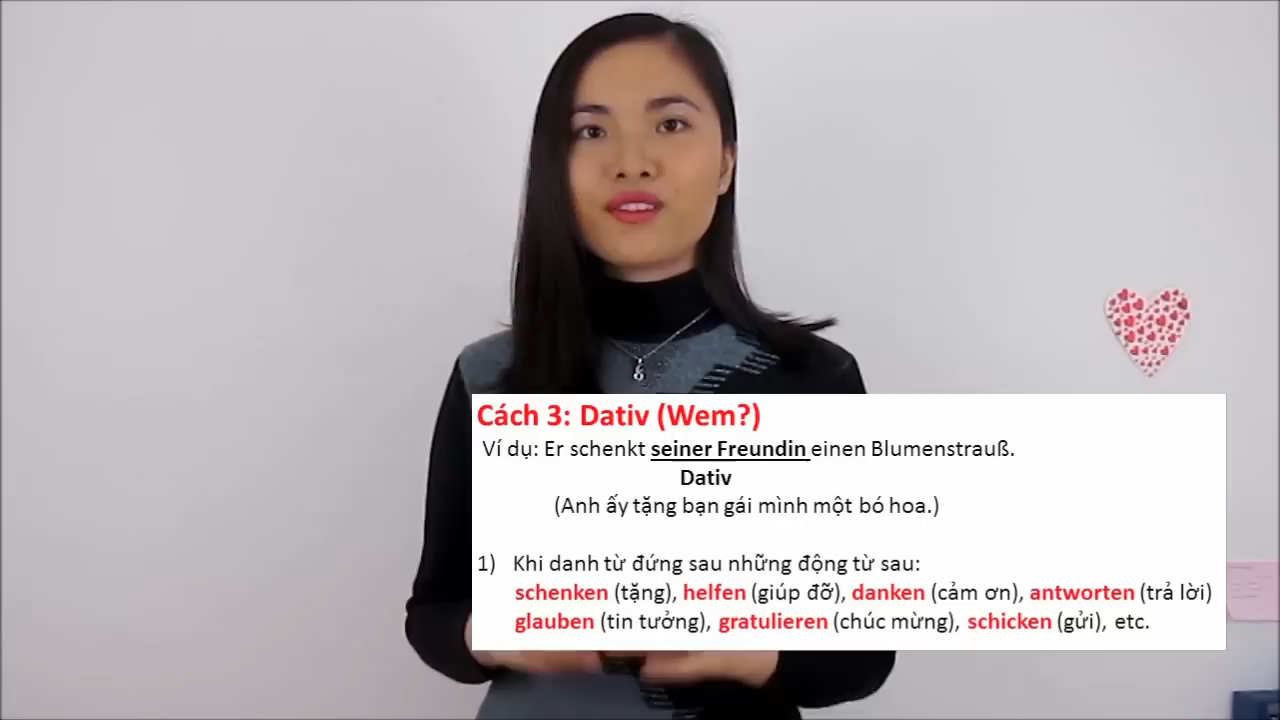 Cách 3: Dativ (Wem?)
Ví dụ: Er schenkt seiner Freundin einen Blumenstrauß.
Dativ
(Anh ấy tặng bạn gái mình một bó hoa.)
1) Khi danh từ đứng sau những động từ sau:
schenken (tặng), helfen (giúp đỡ), danken (cảm ơn), antworten (trả lời)
glauben (tin tưởng), gratulieren (chúc mừng), schicken (gửi), etc.